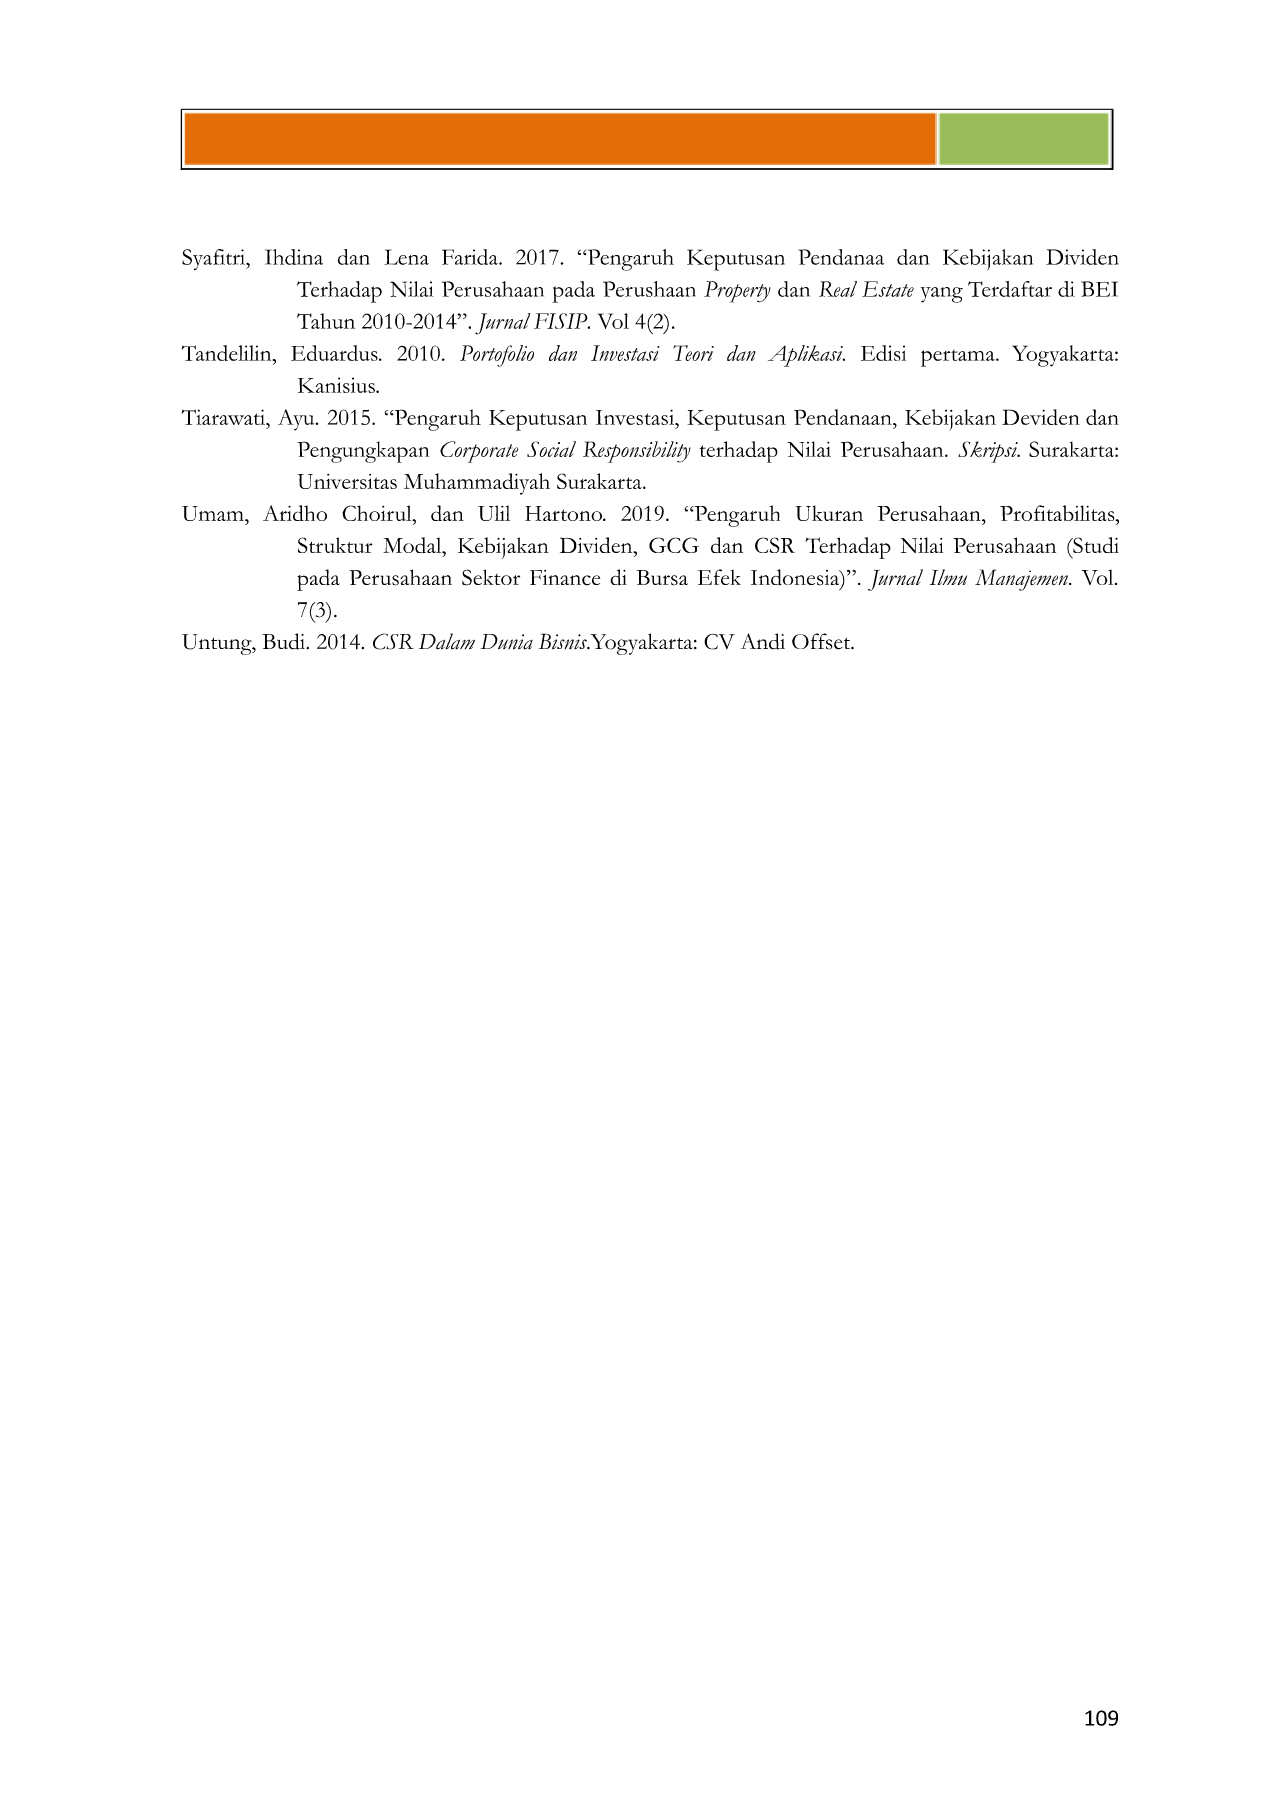 Syafitri, Ihdina dan Lena Farida. 2017. “Pengaruh Keputusan Pendanaa dan Kebijakan Dividen
Terhadap Nilai Perusahaan pada Perushaan Property dan Real Estate yang Terdaftar di BEI
Tahun 2010-2014”. Jurnal FISIP. Vol 4(2).
Tandelilin, Eduardus. 2010. Portofolio dan Investasi Teori dan Aplikasi. Edisi pertama. Yogyakarta:
Kanisius.
Tiarawati, Ayu. 2015. “Pengaruh Keputusan Investasi, Keputusan Pendanaan, Kebijakan Deviden dan
Pengungkapan Corporate Social Responsibility terhadap Nilai Perusahaan. Skripsi. Surakarta:
Universitas Muhammadiyah Surakarta.
Umam, Aridho Choirul, dan Ulil Hartono. 2019. “Pengaruh Ukuran Perusahaan, Profitabilitas,
Struktur Modal, Kebijakan Dividen, GCG dan CSR Terhadap Nilai Perusahaan (Studi
pada Perusahaan Sektor Finance di Bursa Efek Indonesia)”. Jurnal Ilmu Manajemen. Vol.
7(3).
Untung, Budi. 2014. CSR Dalam Dunia Bisnis.Yogyakarta: CV Andi Offset.
109